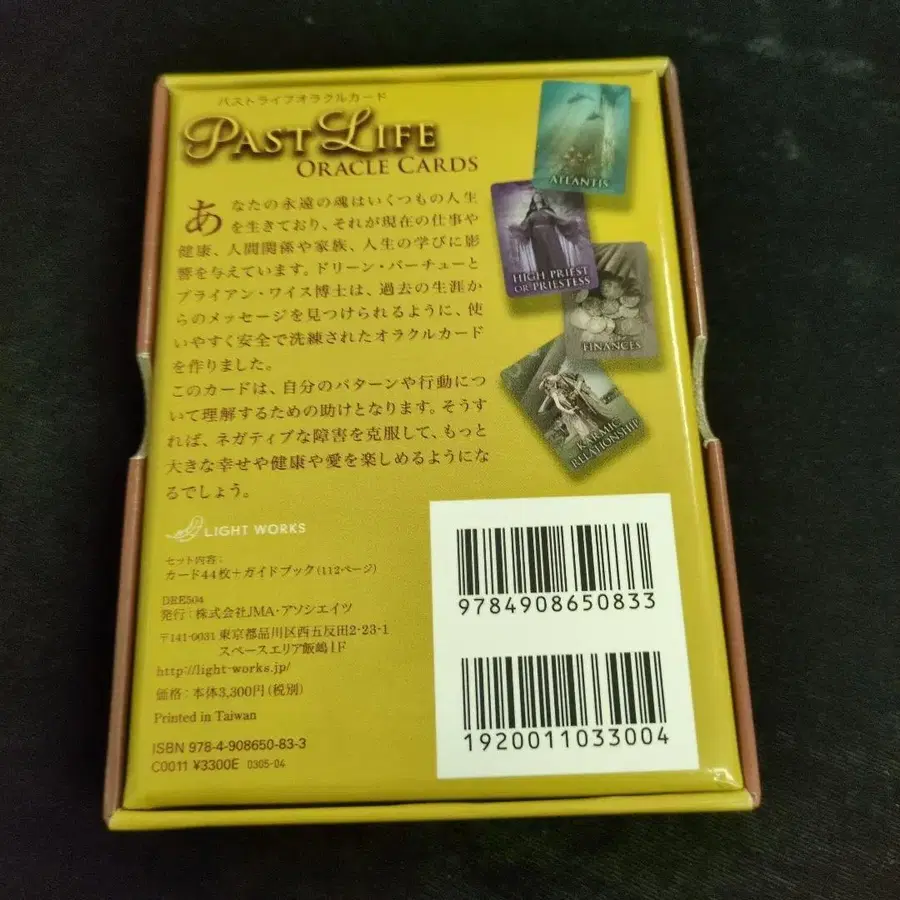 パストライフオラクルカード
PAST LIFE
ORACLE CARDS
ATLANTIS
HIGH PRIEST
OR PRIESTESS
FINANCES
KARMIC
RELATIONSHIP
あなたの永遠の魂はいくつもの人生
を生きており、それが現在の仕事や
健康、人間関係や家族、人生の学びに影
響を与えています。ドリーン・バーチューと
ブライアン・ワイス博士は、過去の生涯か
らのメッセージを見つけられるように、使
いやすく安全で洗練されたオラクルカード
を作りました。
このカードは、自分のパターンや行動につ
いて理解するための助けとなります。そうす
れば、ネガティブな障害を克服して、もっと
大きな幸せや健康や愛を楽しめるようにな
るでしょう。
LIGHT WORKS
セット内容:
カード44枚+ガイドブック(112ページ)
DRE504
発行:株式会社JMA・アソシエイツ
〒141-0031 東京都品川区西五反田2-23-1
スペースエリア飯嶋1F
http://light-works.jp/
価格:本体3,300円(税別)
Printed in Taiwan
ISBN 978-4-908650-83-3
C0011 ¥3300E 0305-04
9784908650833
1920011033004